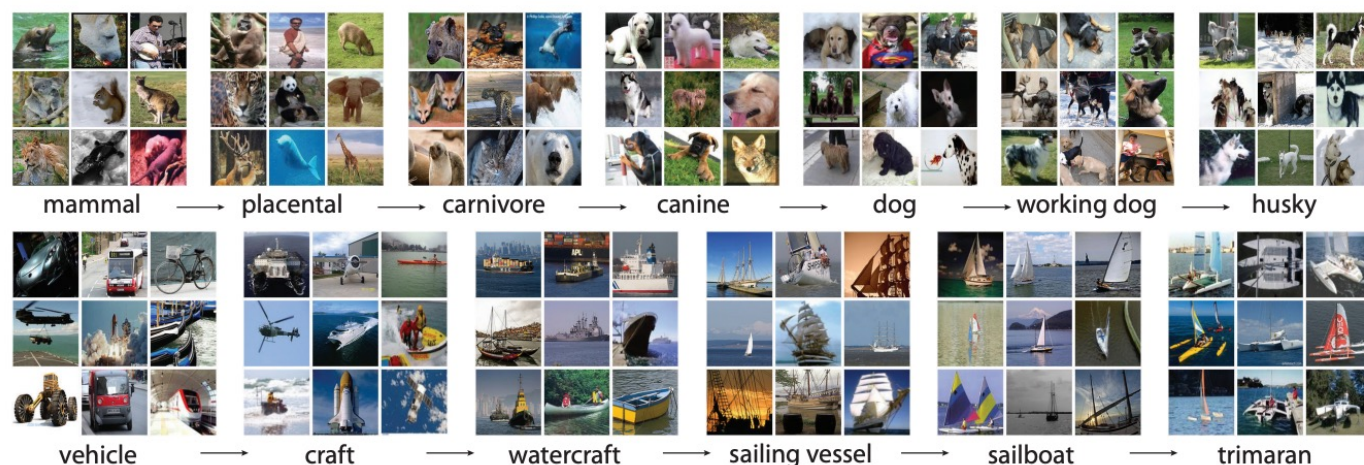 mammal → placental → carnivore → canine → dog → working dog → husky
vehicle → craft → watercraft → sailing vessel → sailboat → trimaran